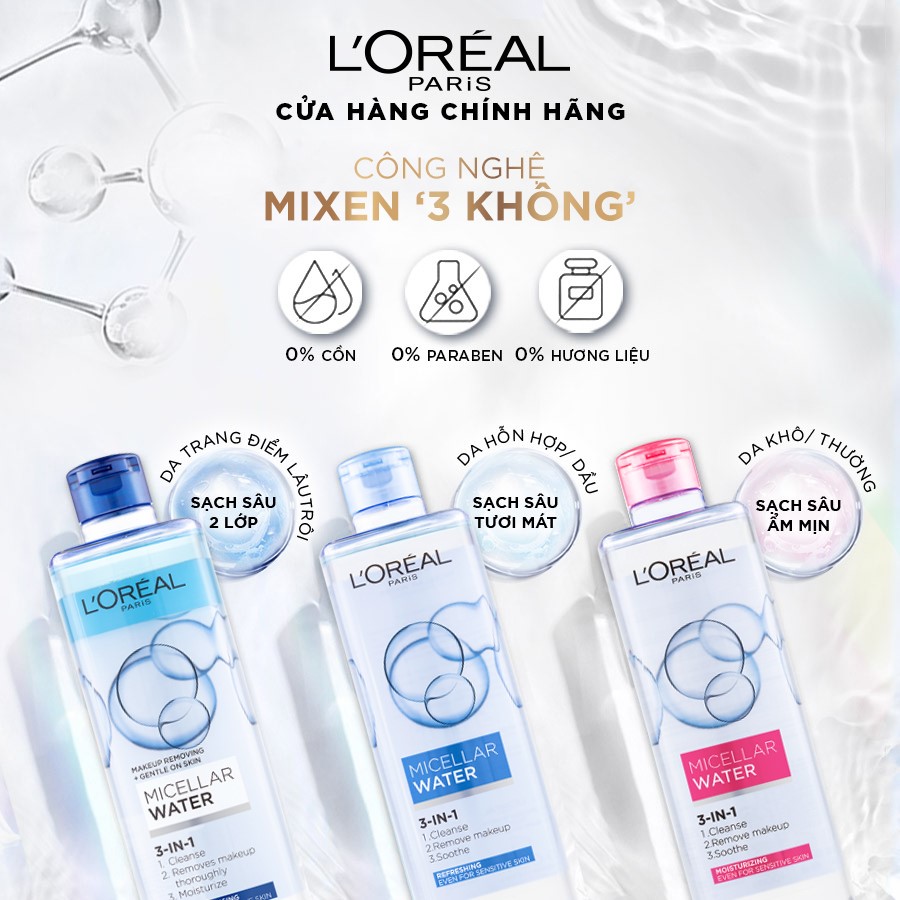 L'ORÉAL
PARiS
CỬA HÀNG CHÍNH HÃNG
CÔNG NGHỆ
MIXEN ‘3 KHÔNG’
0% CỒN
0% PARABEN
0% HƯƠNG LIỆU
DA TRANG ĐIỂM LÂUTRÔI
SẠCH SÂU
2 LỚP
DA HỖN HỢP/ DẦU
SẠCH SÂU
TƯƠI MÁT
DA KHÔ/ THƯỜNG
SẠCH SÂU
ẨM MỊN
L'ORÉAL
PARiS
MAKEUP REMOVING
+ GENTLE ON SKIN
MICELLAR
WATER
3-IN-1
1. Cleanse
2. Removes makeup
thoroughly
3. Moisturize
SKIN
L'ORÉAL
PARiS
MICELLAR
WATER
3-IN-1
1.Cleanse
2.Remove makeup
3.Soothe
REFRESHING
EVEN FOR SENSITIVE SKIN
L'ORÉAL
PARiS
MICELLAR
WATER
3-IN-1
1.Cleanse
2.Remove makeup
3.Soothe
MOISTURIZING
EVEN FOR SENSITIVE SKIN